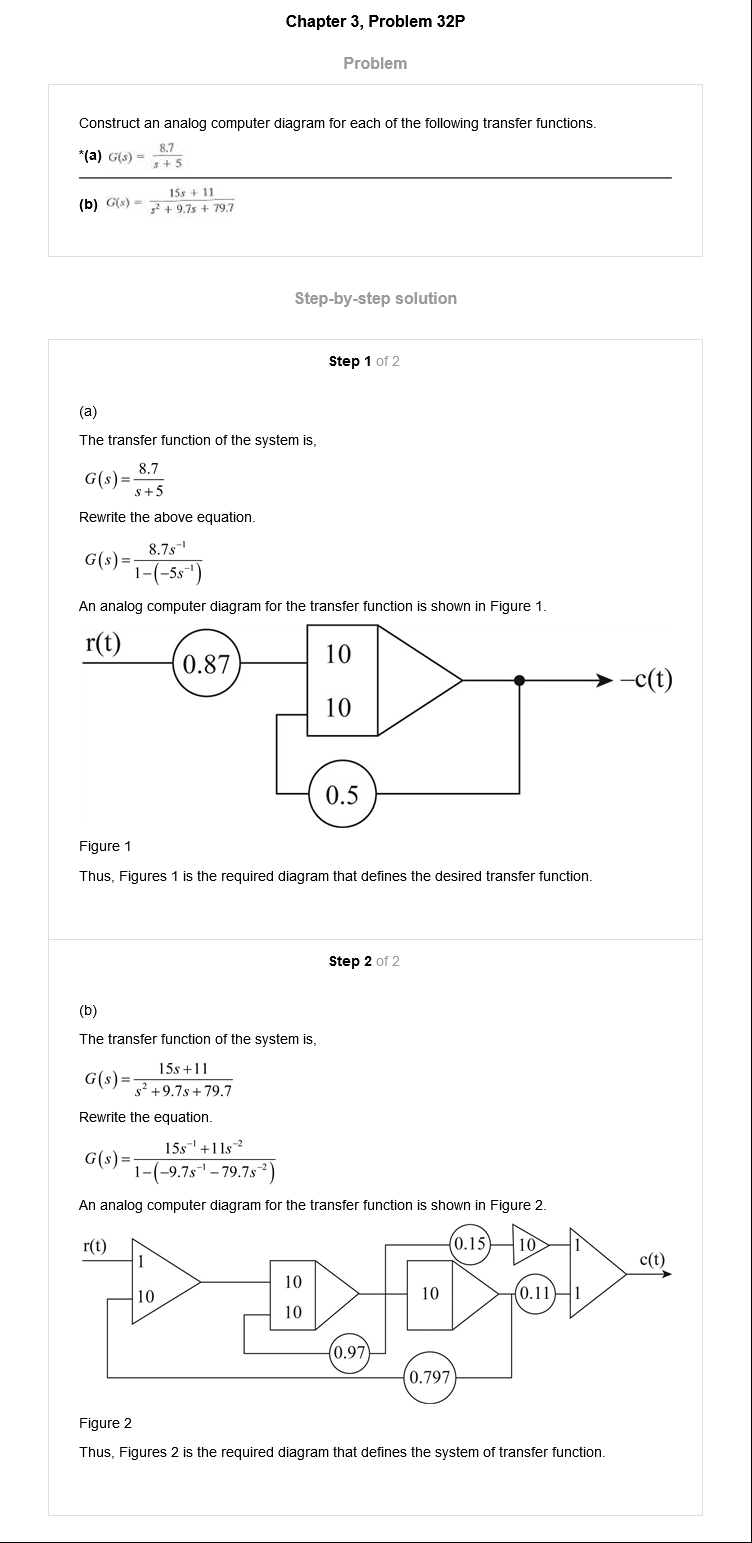 Chapter 3, Problem 32P
Problem
Construct an analog computer diagram for each of the following transfer functions.
*(a) G(s) = 8.7 / s + 5
(b) G(s) = 15s + 11 / s² + 9.7s + 79.7
Step-by-step solution
Step 1 of 2
(a)
The transfer function of the system is,
G(s)= 8.7 / s+5
Rewrite the above equation.
G(s)= 8.7s⁻¹ / 1−(−5s⁻¹)
An analog computer diagram for the transfer function is shown in Figure 1.
r(t)
0.87
10
10
−c(t)
0.5
Figure 1
Thus, Figures 1 is the required diagram that defines the desired transfer function.
Step 2 of 2
(b)
The transfer function of the system is,
G(s)= 15s+11 / s²+9.7s+79.7
Rewrite the equation.
G(s)= 15s⁻¹+11s⁻² / 1−(−9.7s⁻¹−79.7s⁻²)
An analog computer diagram for the transfer function is shown in Figure 2.
r(t)
1
10
10
10
0.97
10
0.797
0.15
10
0.11
1
1
c(t)
Figure 2
Thus, Figures 2 is the required diagram that defines the system of transfer function.